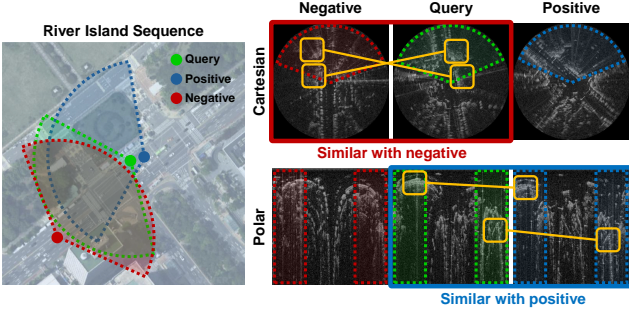 River Island Sequence
Query
Positive
Negative
Negative Query Positive
Cartesian
Similar with negative
Polar
Similar with positive